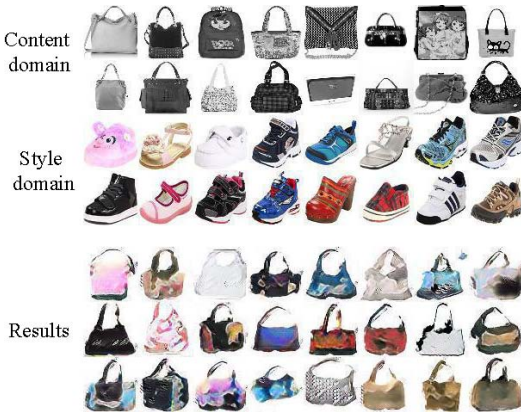 Content
domain
Style
domain
Results